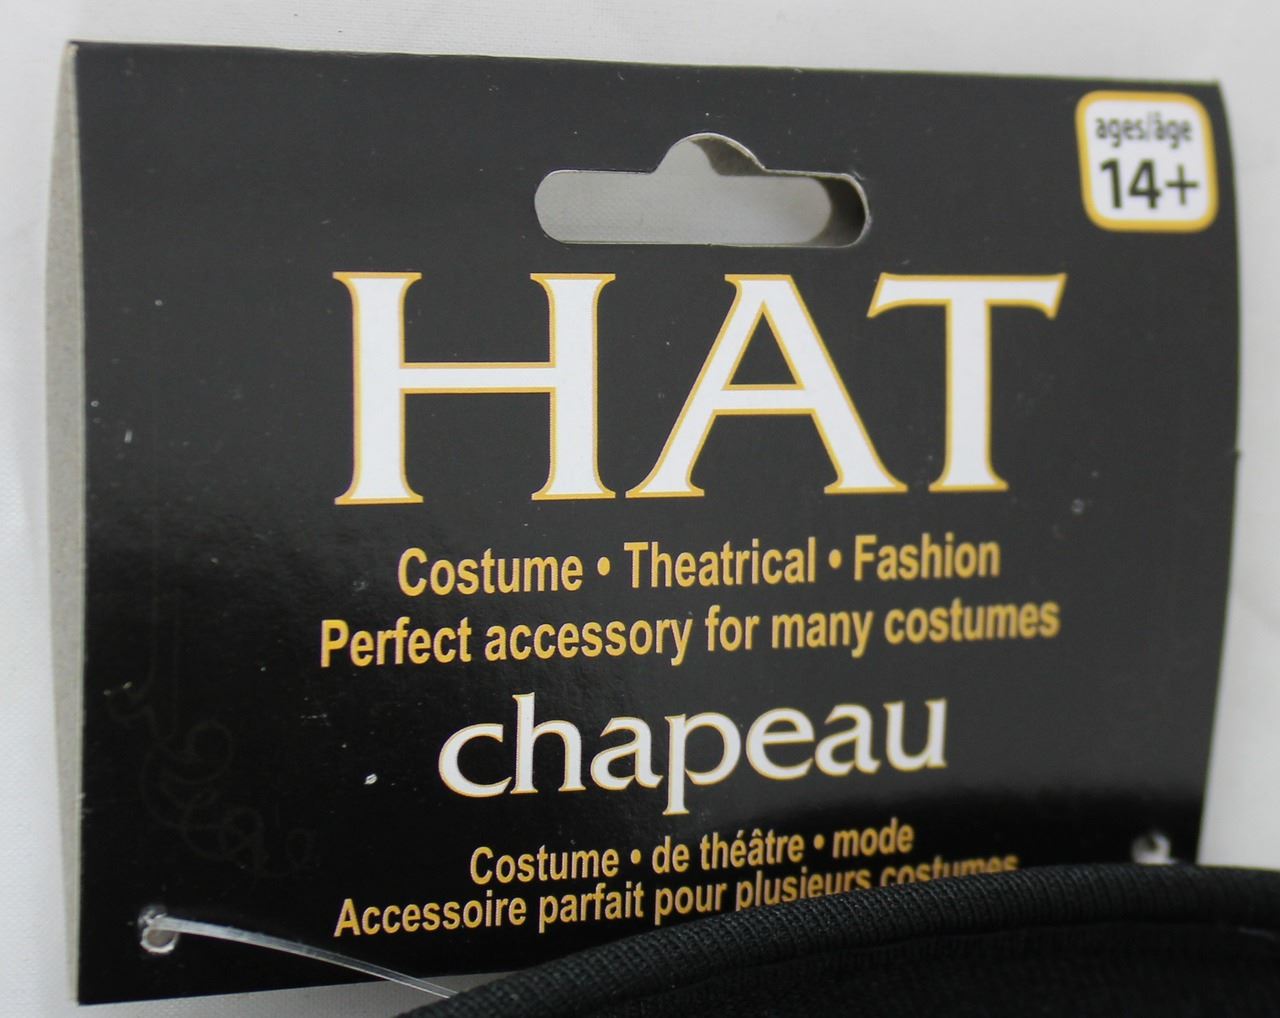 ages/âge
14+
HAT
Costume • Theatrical • Fashion
Perfect accessory for many costumes
chapeau
Costume • de théâtre • mode
Accessoire parfait pour plusieurs costumes